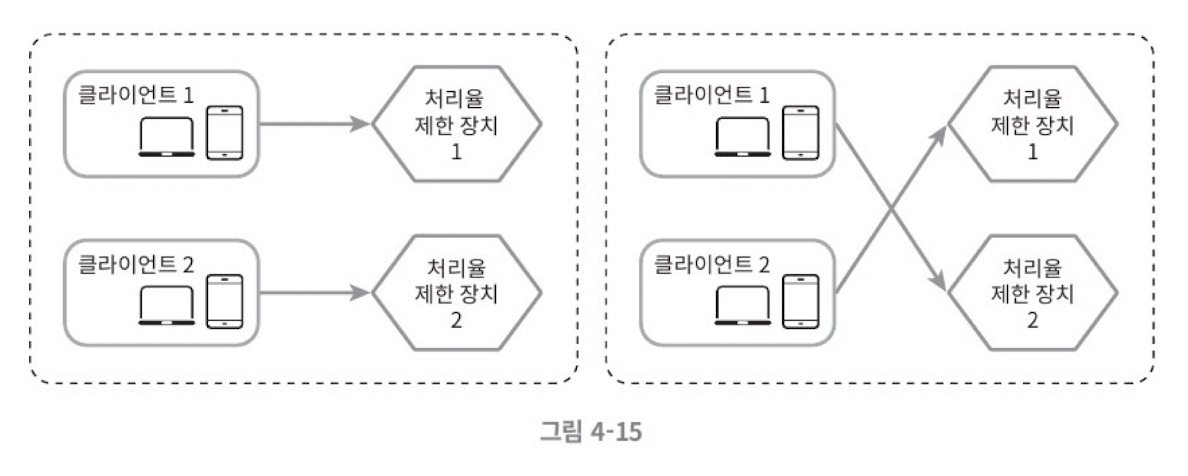 클라이언트 1
처리율
제한 장치
1
클라이언트 2
처리율
제한 장치
2
클라이언트 1
처리율
제한 장치
1
클라이언트 2
처리율
제한 장치
2
그림 4-15